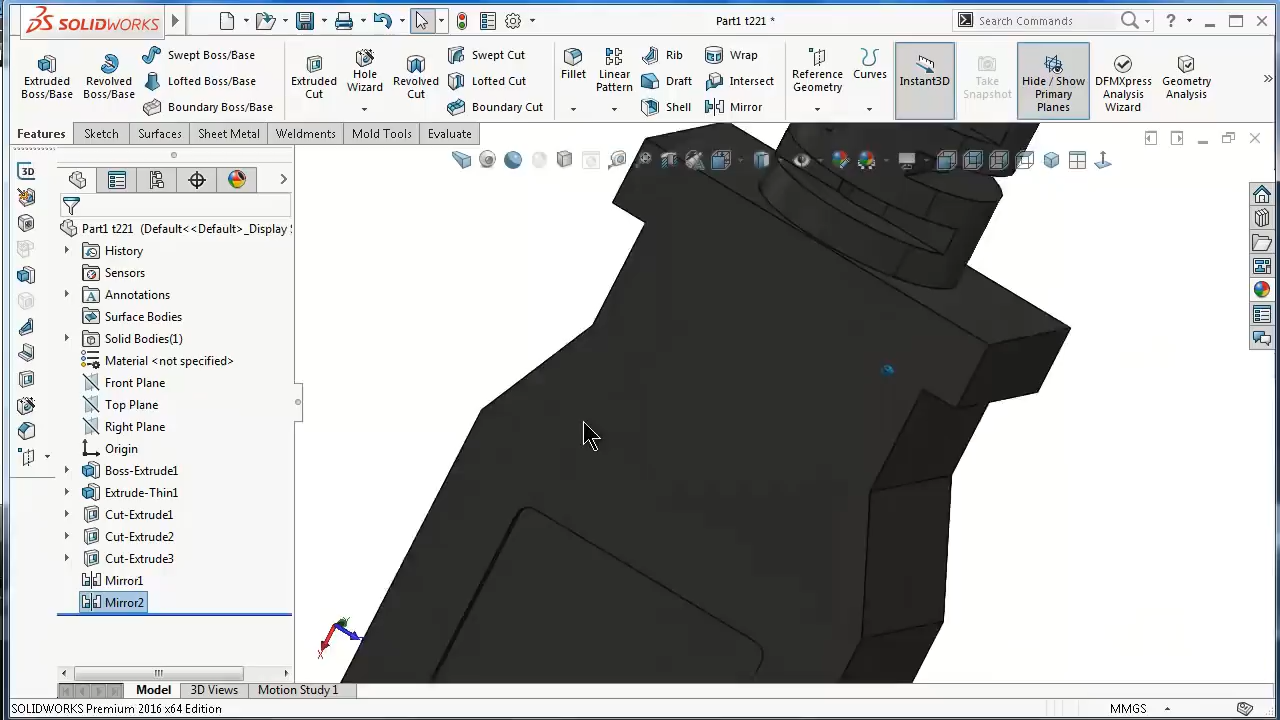 SOLIDWORKS
Part1 t221 *
Search Commands
?
Extruded Boss/Base
Revolved Boss/Base
Swept Boss/Base
Lofted Boss/Base
Boundary Boss/Base
Extruded Cut
Hole Wizard
Revolved Cut
Swept Cut
Lofted Cut
Boundary Cut
Fillet
Linear Pattern
Rib
Draft
Shell
Wrap
Intersect
Mirror
Reference Geometry
Curves
Instant3D
Take Snapshot
Hide / Show Primary Planes
DFMXpress Analysis Wizard
Geometry Analysis
Features
Sketch
Surfaces
Sheet Metal
Weldments
Mold Tools
Evaluate
3D
Part1 t221 (Default<<Default>_Display
History
Sensors
Annotations
Surface Bodies
Solid Bodies(1)
Material <not specified>
Front Plane
Top Plane
Right Plane
Origin
Boss-Extrude1
Extrude-Thin1
Cut-Extrude1
Cut-Extrude2
Cut-Extrude3
Mirror1
Mirror2
X
Model
3D Views
Motion Study 1
SOLIDWORKS Premium 2016 x64 Edition
MMGS